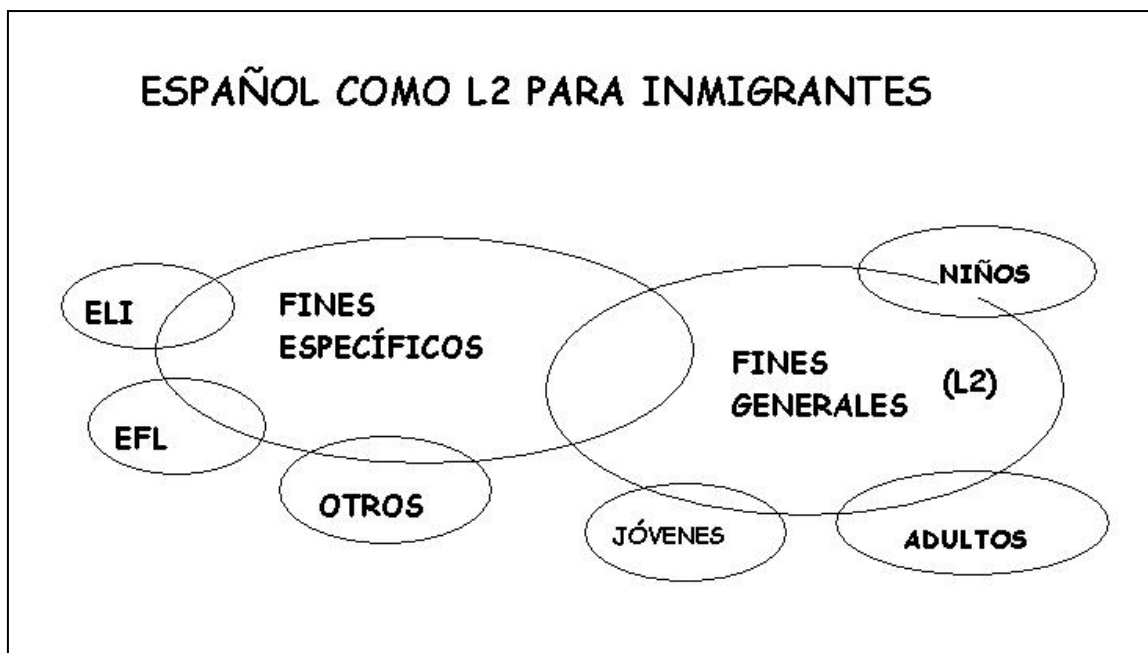 ESPAÑOL COMO L2 PARA INMIGRANTES
ELI
FINES
ESPECÍFICOS
EFL
OTROS
NIÑOS
FINES
GENERALES
(L2)
JÓVENES
ADULTOS